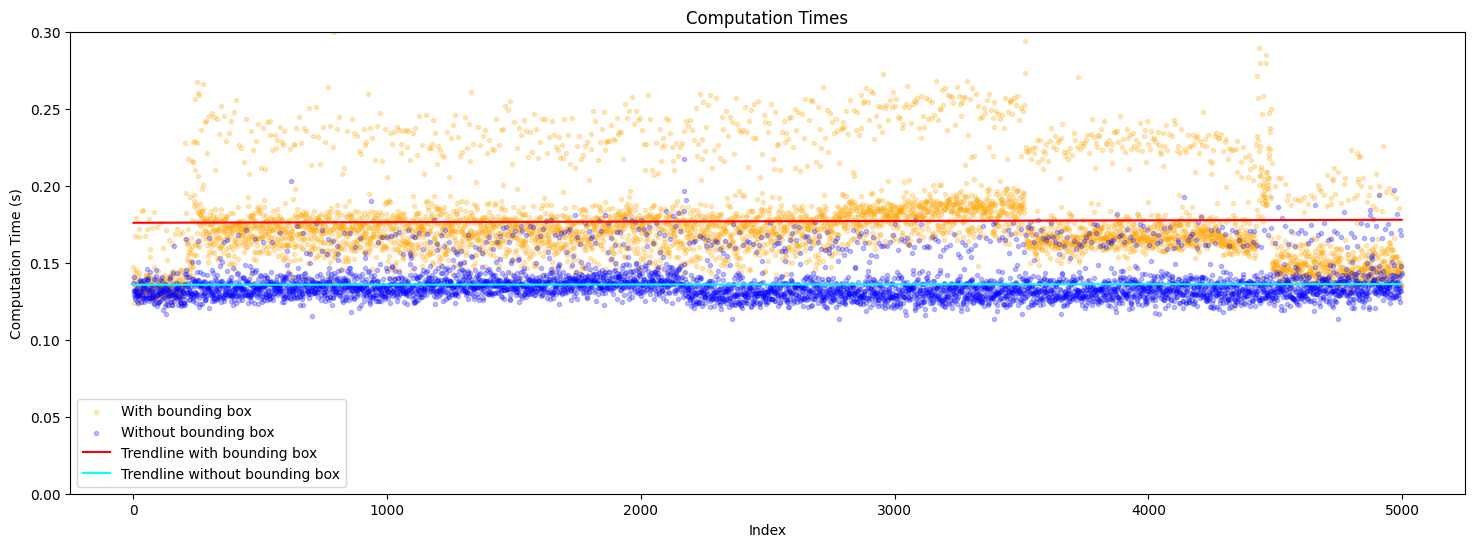 Computation Times
0.30
0.25
0.20
0.15
0.10
0.05
0.00
Computation Time (s)
With bounding box
Without bounding box
Trendline with bounding box
Trendline without bounding box
0 1000 2000 3000 4000 5000
Index